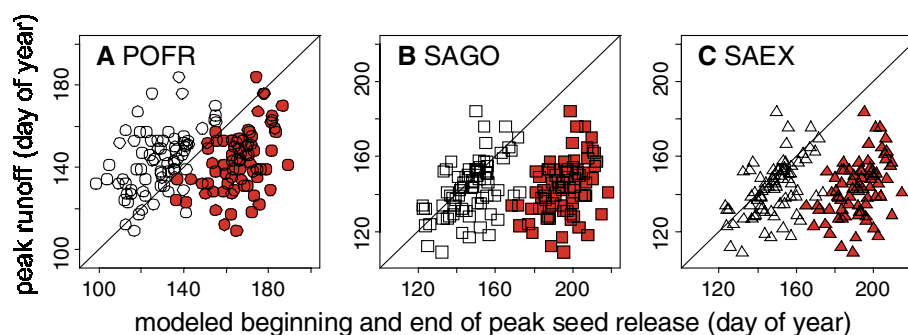 peak runoff (day of year)
A POFR
B SAGO
C SAEX
100 140 180
120 160 200
120 160 200
100 140 180
120 160 200
120 160 200
modeled beginning and end of peak seed release (day of year)